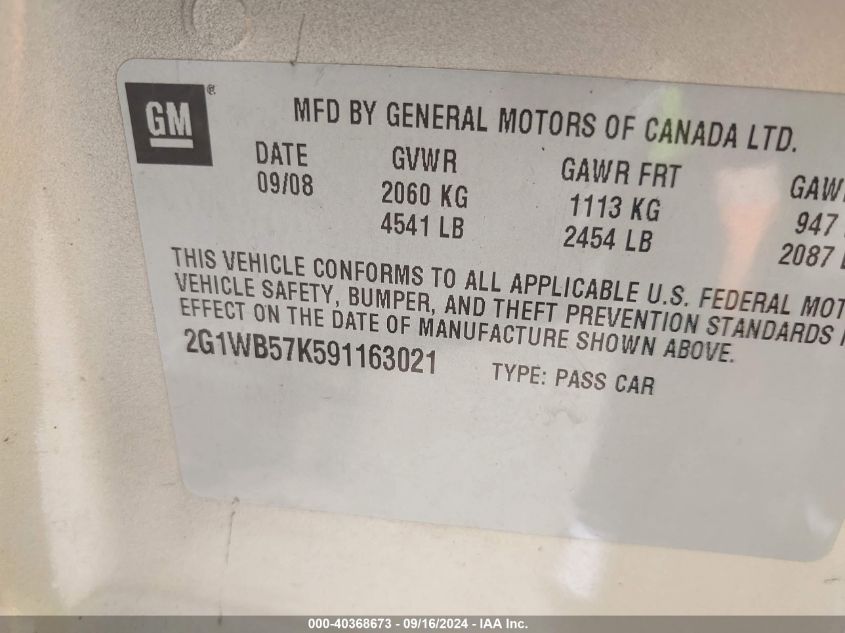 GM®
MFD BY GENERAL MOTORS OF CANADA LTD.
DATE GVWR GAWR FRT GAW
09/08 2060 KG 1113 KG 947
4541 LB 2454 LB 2087
THIS VEHICLE CONFORMS TO ALL APPLICABLE U.S. FEDERAL MOT
VEHICLE SAFETY, BUMPER, AND THEFT PREVENTION STANDARDS
EFFECT ON THE DATE OF MANUFACTURE SHOWN ABOVE.
2G1WB57K591163021 TYPE: PASS CAR
000-40368673 - 09/16/2024 - IAA Inc.